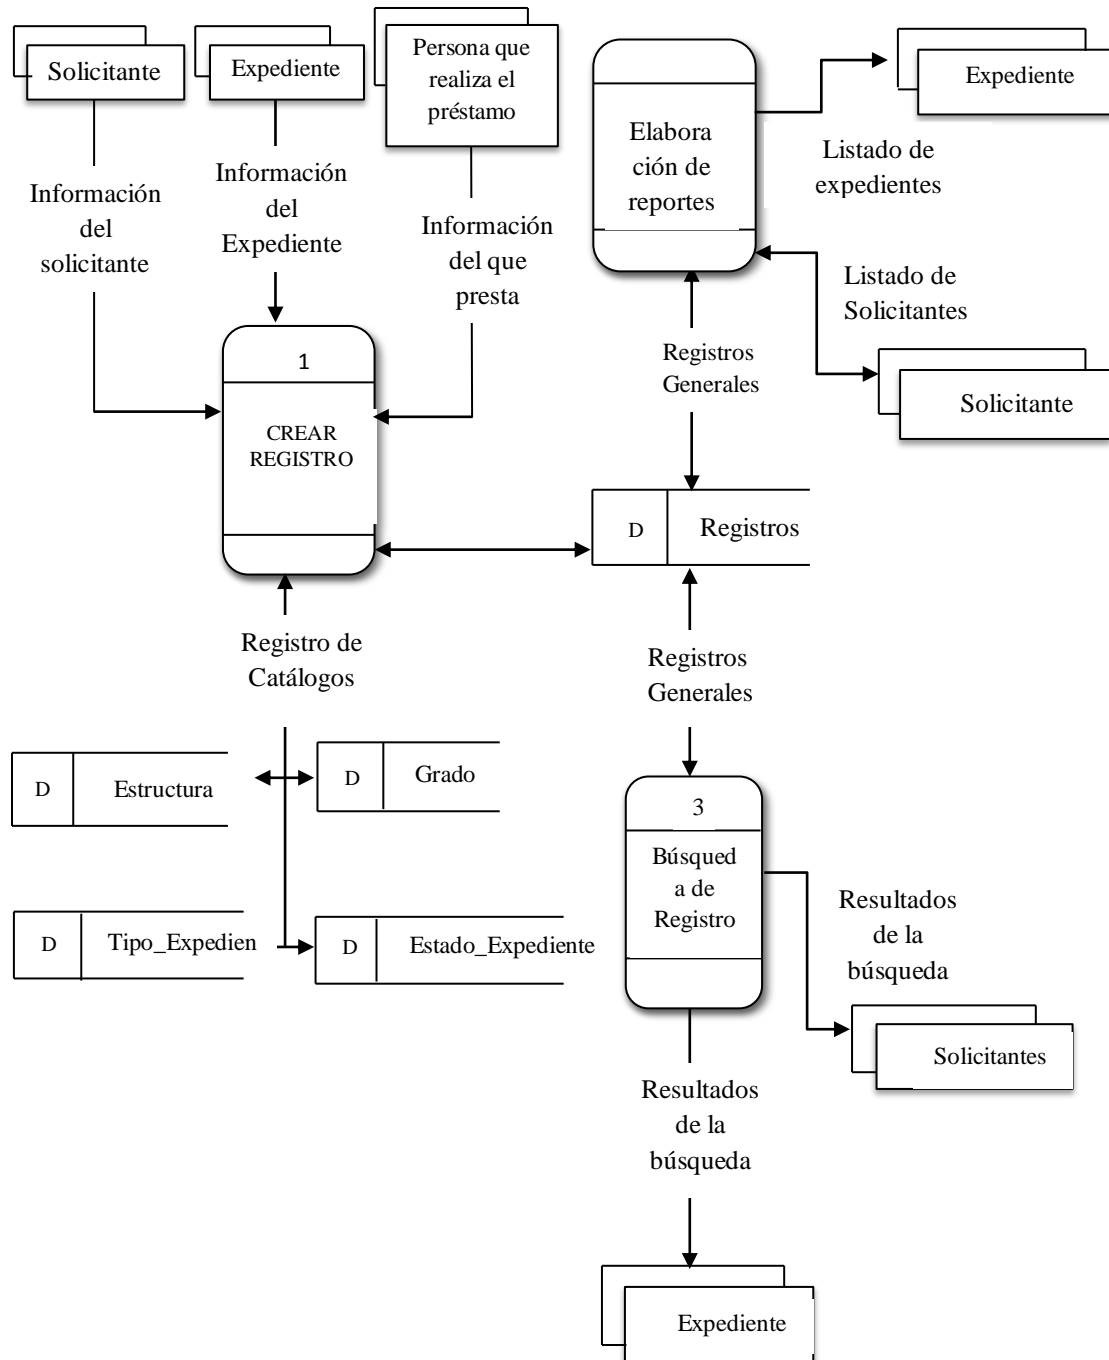 Solicitante
Expediente
Persona que
realiza el
préstamo
Expediente
Elabora
ción de
reportes
Listado de
expedientes
Información
del
solicitante
Información
del
Expediente
Información
del que
presta
Listado de
Solicitantes
Registros
Generales
1
CREAR
REGISTRO
Solicitante
D
Registros
Registro de
Catálogos
Registros
Generales
D
Estructura
D
Grado
3
Búsqued
a de
Registro
D
Tipo_Expedien
D
Estado_Expediente
Resultados
de la
búsqueda
Solicitantes
Resultados
de la
búsqueda
Expediente